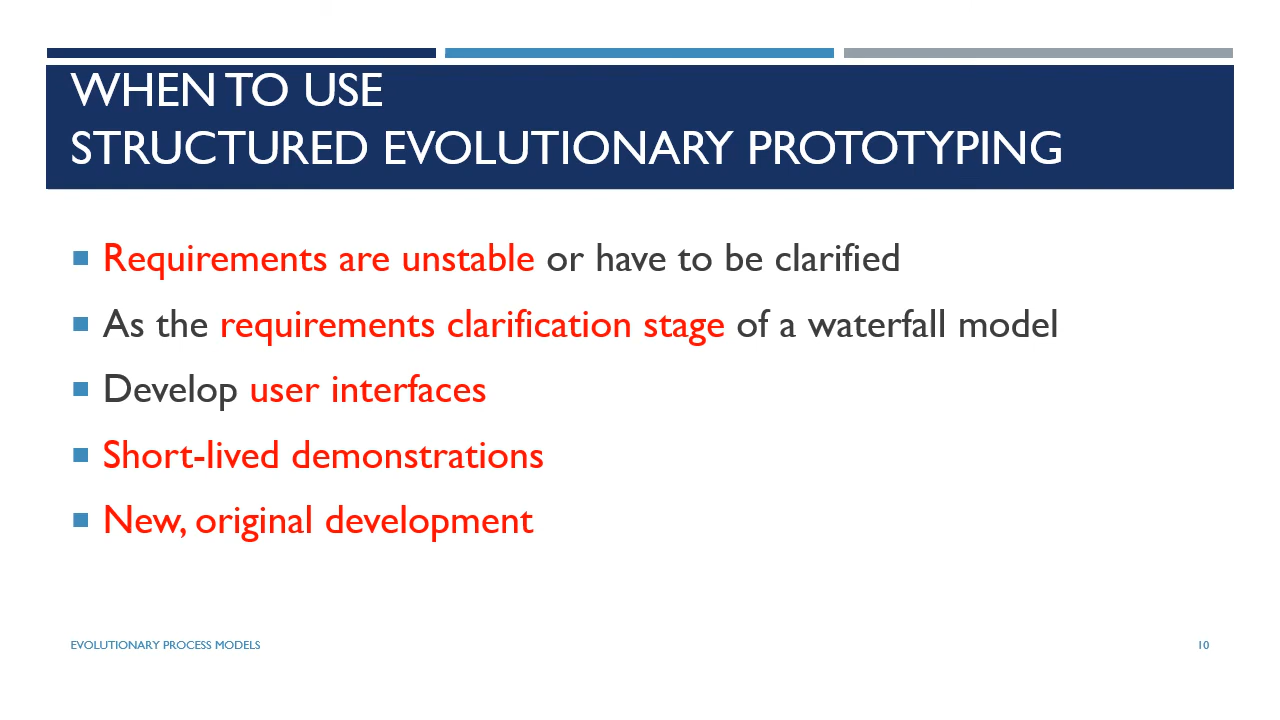 WHEN TO USE
STRUCTURED EVOLUTIONARY PROTOTYPING
Requirements are unstable or have to be clarified
As the requirements clarification stage of a waterfall model
Develop user interfaces
Short-lived demonstrations
New, original development
EVOLUTIONARY PROCESS MODELS
10